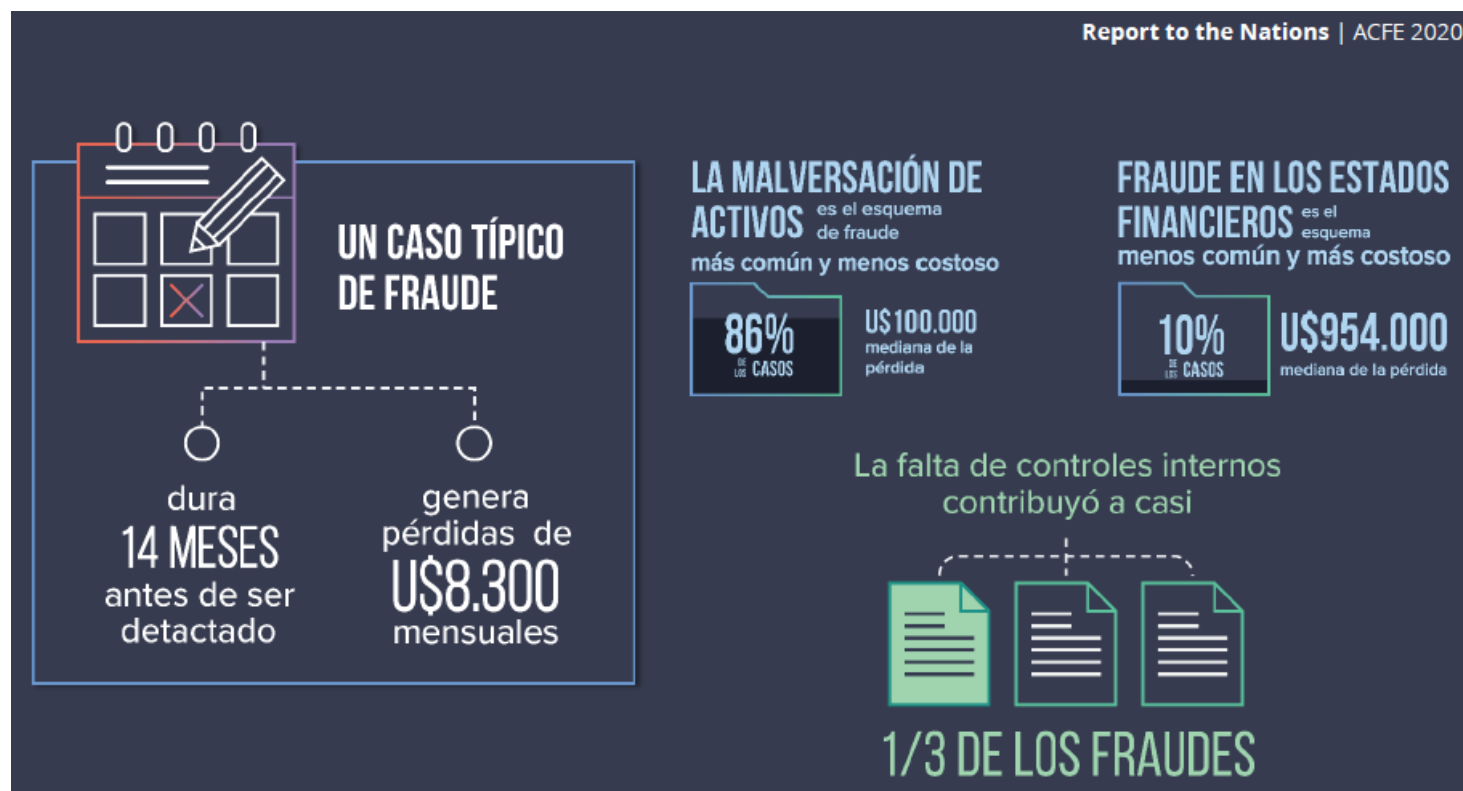 Report to the Nations | ACFE 2020
UN CASO TÍPICO
DE FRAUDE
dura
14 MESES
antes de ser
detactado
genera
pérdidas de
U$8.300
mensuales
LA MALVERSACIÓN DE
ACTIVOS es el esquema
de fraude
más común y menos costoso
86%
DE
LOS CASOS
U$100.000
mediana de la
pérdida
FRAUDE EN LOS ESTADOS
FINANCIEROS es el
esquema
menos común y más costoso
10%
DE
LOS CASOS
U$954.000
mediana de la pérdida
La falta de controles internos
contribuyó a casi
1/3 DE LOS FRAUDES